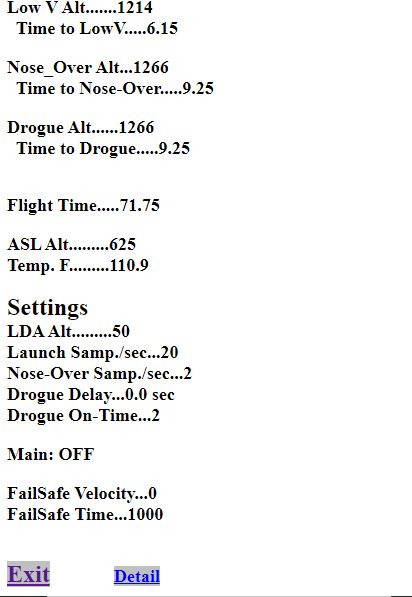 Low V Alt.......1214
Time to LowV.....6.15
Nose_Over Alt...1266
Time to Nose-Over.....9.25
Drogue Alt......1266
Time to Drogue.....9.25
Flight Time.....71.75
ASL Alt.........625
Temp. F.........110.9
Settings
LDA Alt.........50
Launch Samp./sec...20
Nose-Over Samp./sec...2
Drogue Delay...0.0 sec
Drogue On-Time...2
Main: OFF
FailSafe Velocity...0
FailSafe Time...1000
Exit Detail